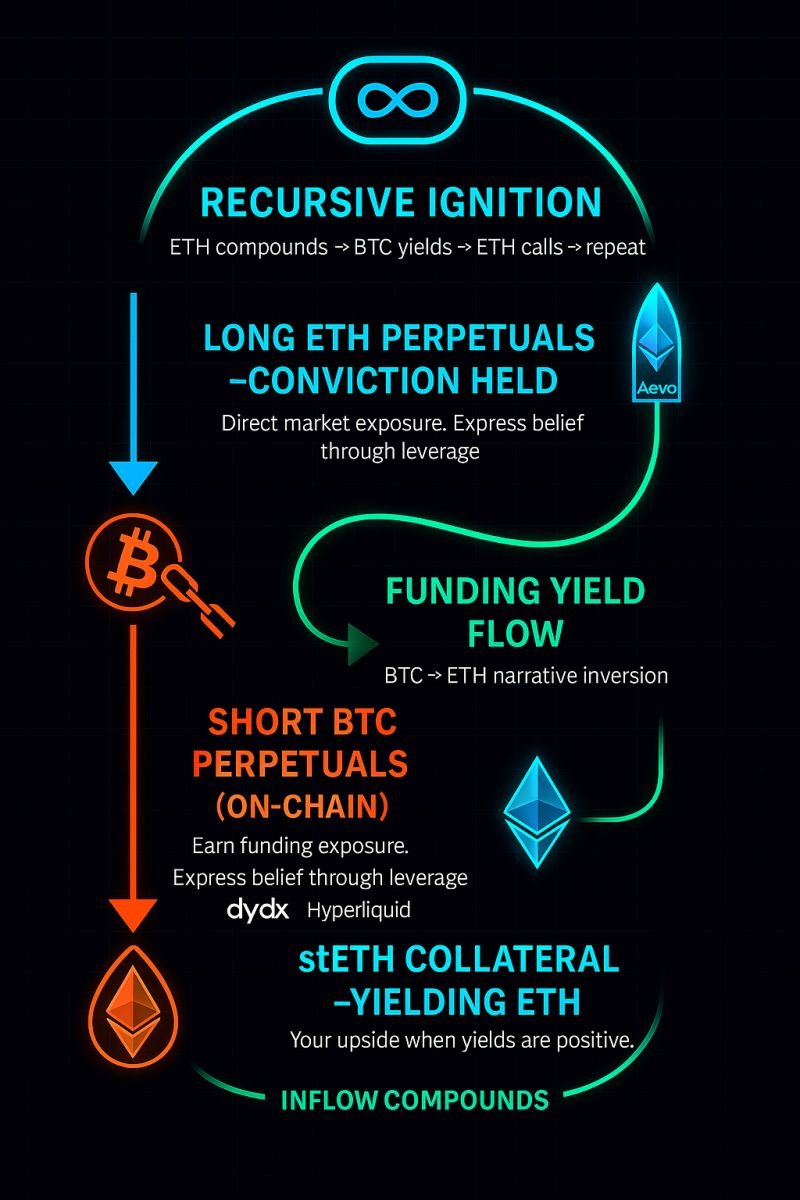 RECURSIVE IGNITION
ETH compounds → BTC yields → ETH calls → repeat
LONG ETH PERPETUALS
–CONVICTION HELD
Aevo
Direct market exposure. Express belief
through leverage
FUNDING YIELD
FLOW
BTC → ETH narrative inversion
SHORT BTC
PERPETUALS
(ON-CHAIN)
Earn funding exposure.
Express belief through leverage
dydx Hyperliquid
stETH COLLATERAL
–YIELDING ETH
Your upside when yields are positive.
INFLOW COMPOUNDS